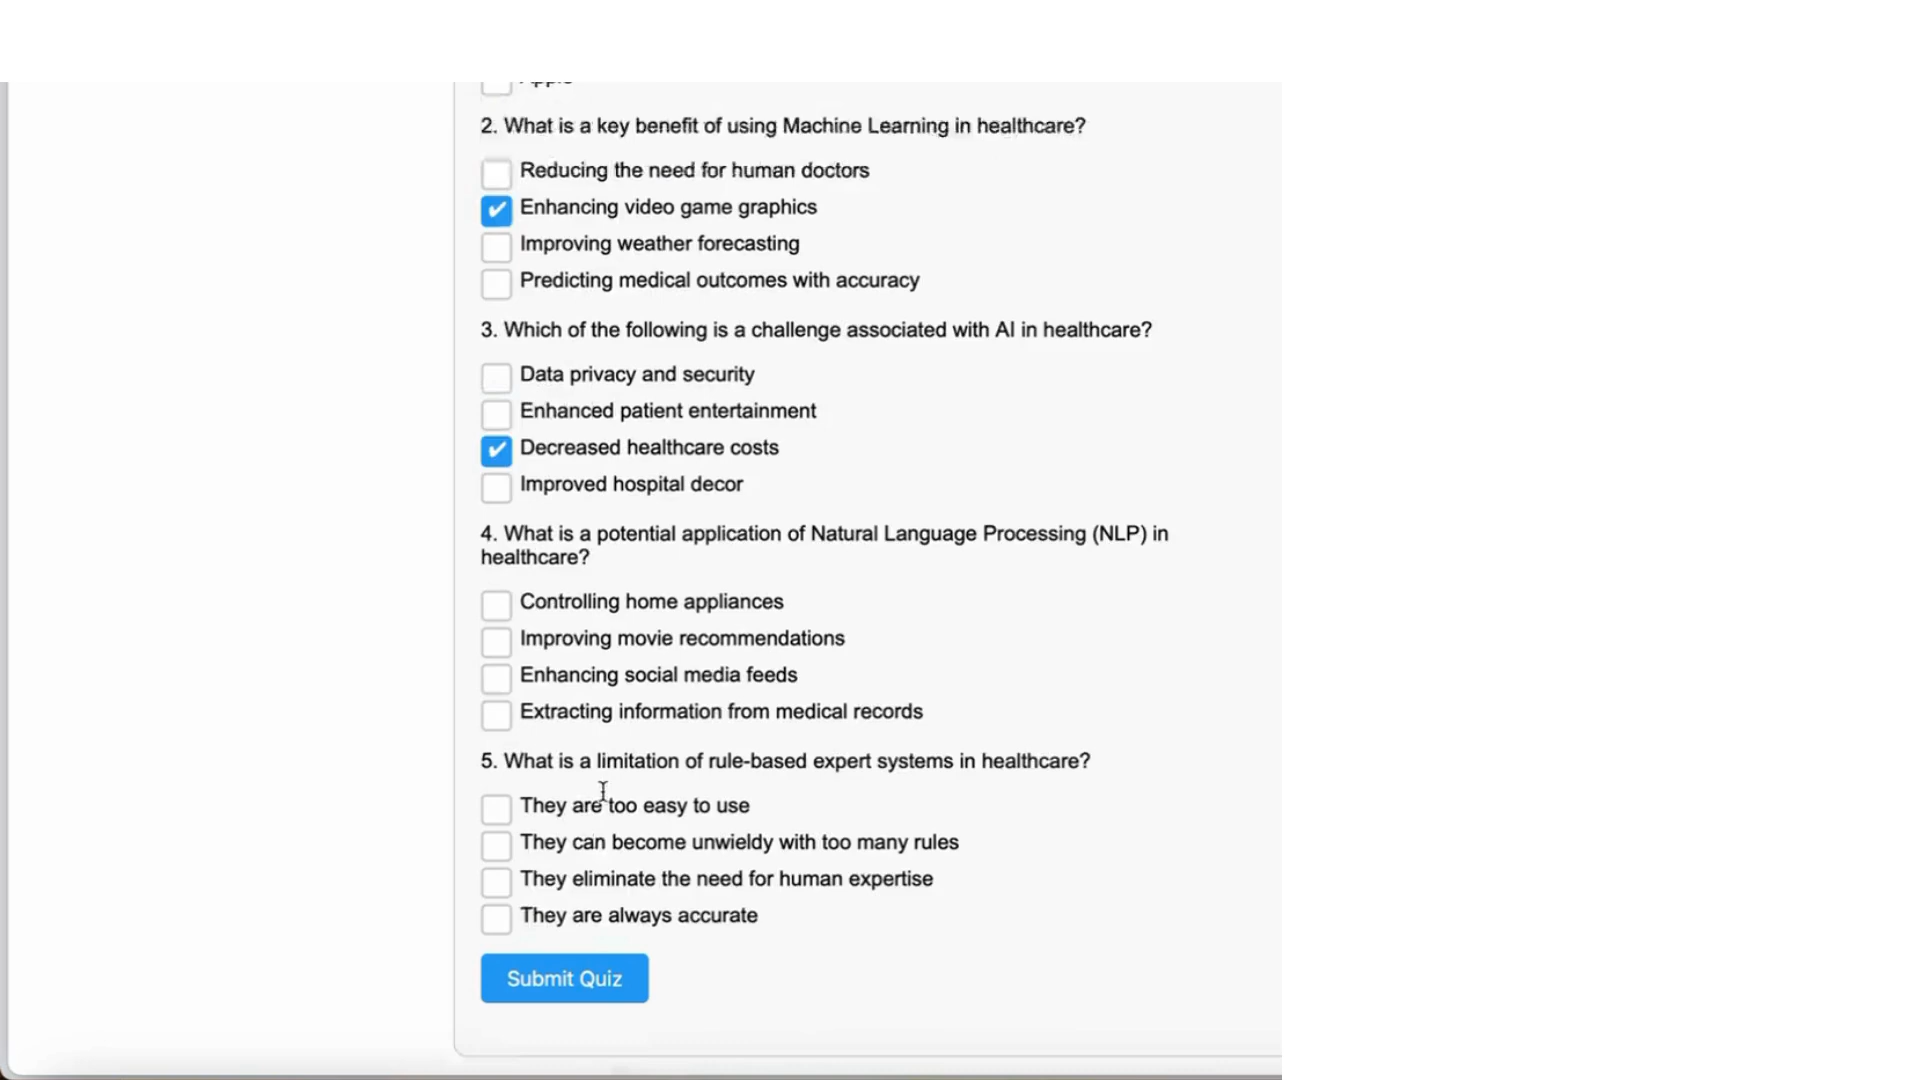 2. What is a key benefit of using Machine Learning in healthcare?
Reducing the need for human doctors
Enhancing video game graphics
Improving weather forecasting
Predicting medical outcomes with accuracy
3. Which of the following is a challenge associated with AI in healthcare?
Data privacy and security
Enhanced patient entertainment
Decreased healthcare costs
Improved hospital decor
4. What is a potential application of Natural Language Processing (NLP) in
healthcare?
Controlling home appliances
Improving movie recommendations
Enhancing social media feeds
Extracting information from medical records
5. What is a limitation of rule-based expert systems in healthcare?
They are too easy to use
They can become unwieldy with too many rules
They eliminate the need for human expertise
They are always accurate
Submit Quiz